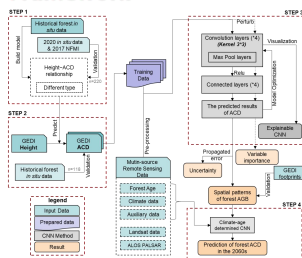 STEP 1
Historical forest
in situ data
2020 in situ data
& 2017 NFMI
Build model
Validation
Height~ACD
relationship
Different type
Predict
STEP 2
GEDI
Height
GEDI
ACD
Validation
Historical forest
in situ data
legend
Input Data
Prepared data
CNN Method
Result
Training
Data
Pre-processing
Multi-source
Remote Sensing
Data
Forest Age
Climate data
Auxiliary data
Landsat data
ALOS PALSAR
STEP 3
Perturb
Convolution layers (*4)
(Kernel 3*3)
Max Pool layers
Relu
Connected layers (*4)
The predicted results
of ACD
Visualization
Model Optimization
Explainable
CNN
Propagated
error
Variable
importance
Uncertainty
GEDI
footprints
Spatial patterns
of forest AGB
Validation
STEP 4
Climate-age
determined CNN
Prediction of forest ACD
in the 2060s